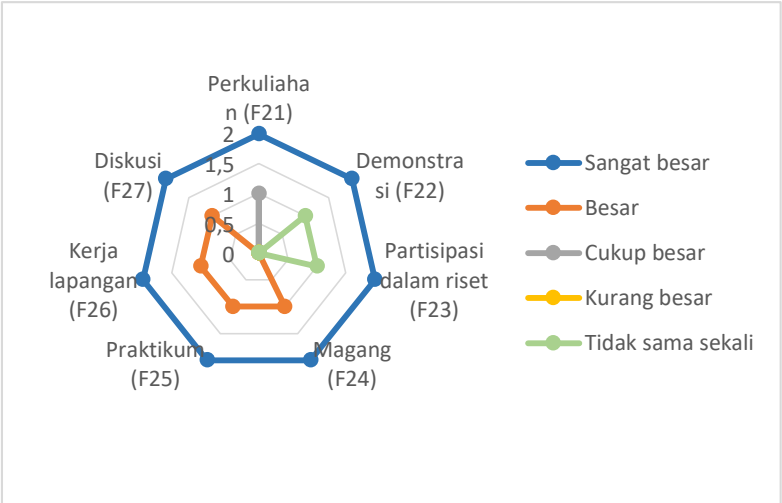 Perkuliaha
n (F21)
2
1,5
1
0,5
0
Demonstra
si (F22)
Partisipasi
dalam riset
(F23)
Magang
(F24)
Praktikum
(F25)
Kerja
lapangan
(F26)
Diskusi
(F27)
Sangat besar
Besar
Cukup besar
Kurang besar
Tidak sama sekali